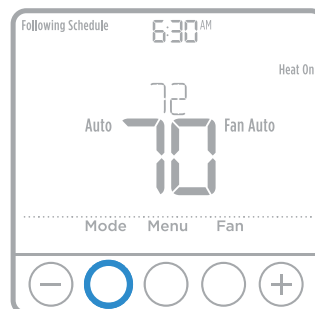 Following Schedule 6:30 AM
Heat On
72
Auto 70 Fan Auto
Mode Menu Fan